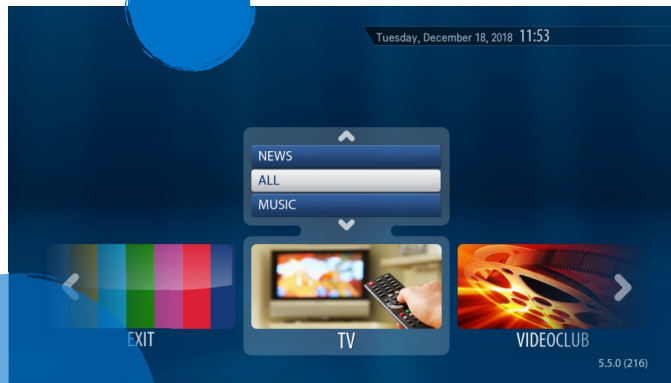 Tuesday, December 18, 2018 11:53
NEWS
ALL
MUSIC
EXIT
TV
VIDEOCLUB
5.5.0 (216)